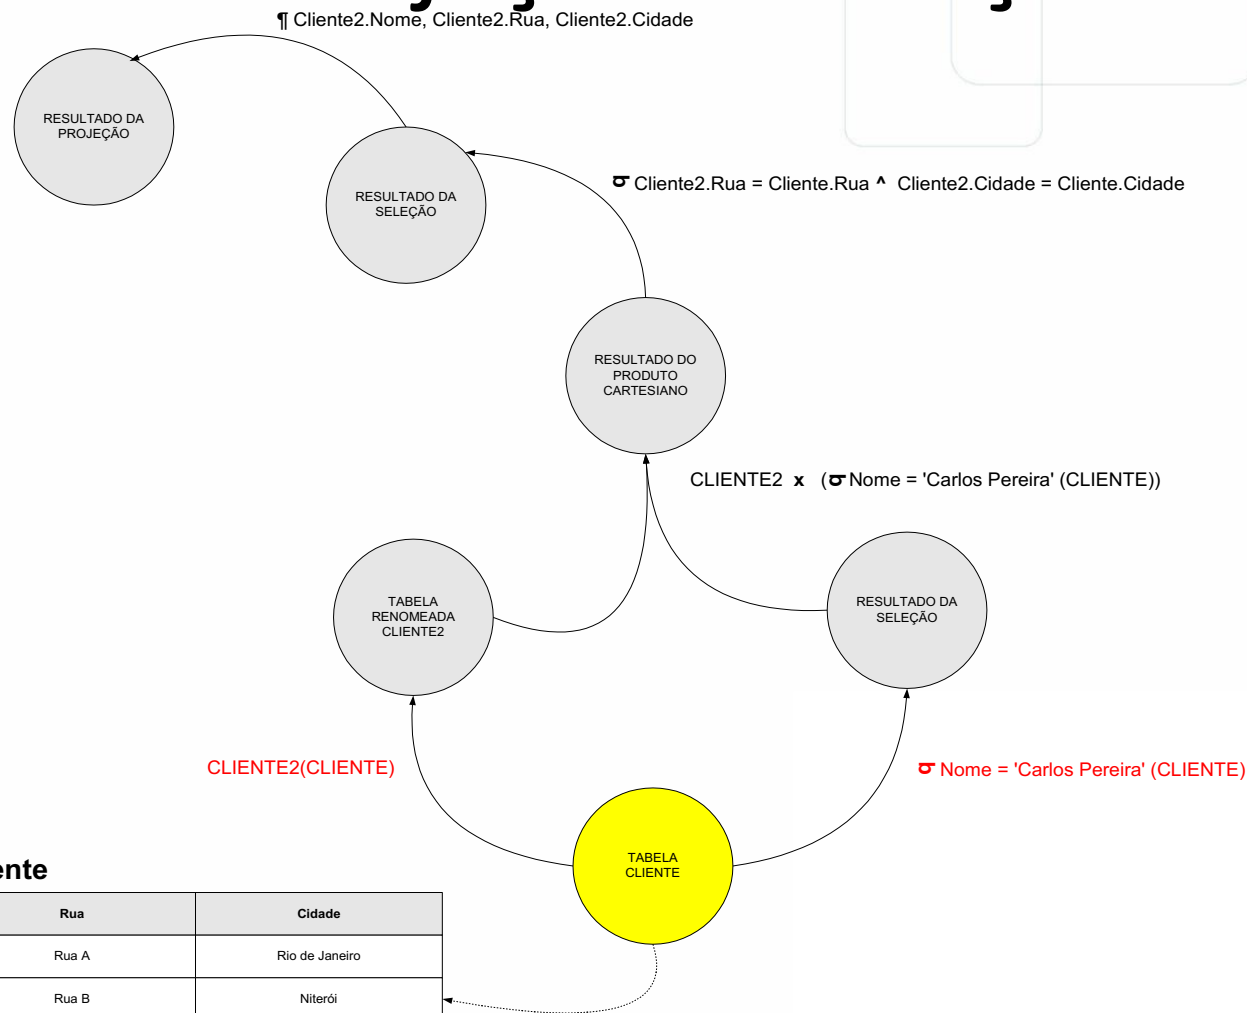 ¶ Cliente2.Nome, Cliente2.Rua, Cliente2.Cidade
RESULTADO DA
PROJEÇÃO
RESULTADO DA
SELEÇÃO
σ Cliente2.Rua = Cliente.Rua ^ Cliente2.Cidade = Cliente.Cidade
RESULTADO DO
PRODUTO
CARTESIANO
CLIENTE2 x (σ Nome = 'Carlos Pereira' (CLIENTE))
TABELA
RENOMEADA
CLIENTE2
RESULTADO DA
SELEÇÃO
CLIENTE2(CLIENTE)
σ Nome = 'Carlos Pereira' (CLIENTE)
TABELA
CLIENTE
ente
Rua Cidade
Rua A Rio de Janeiro
Rua B Niterói